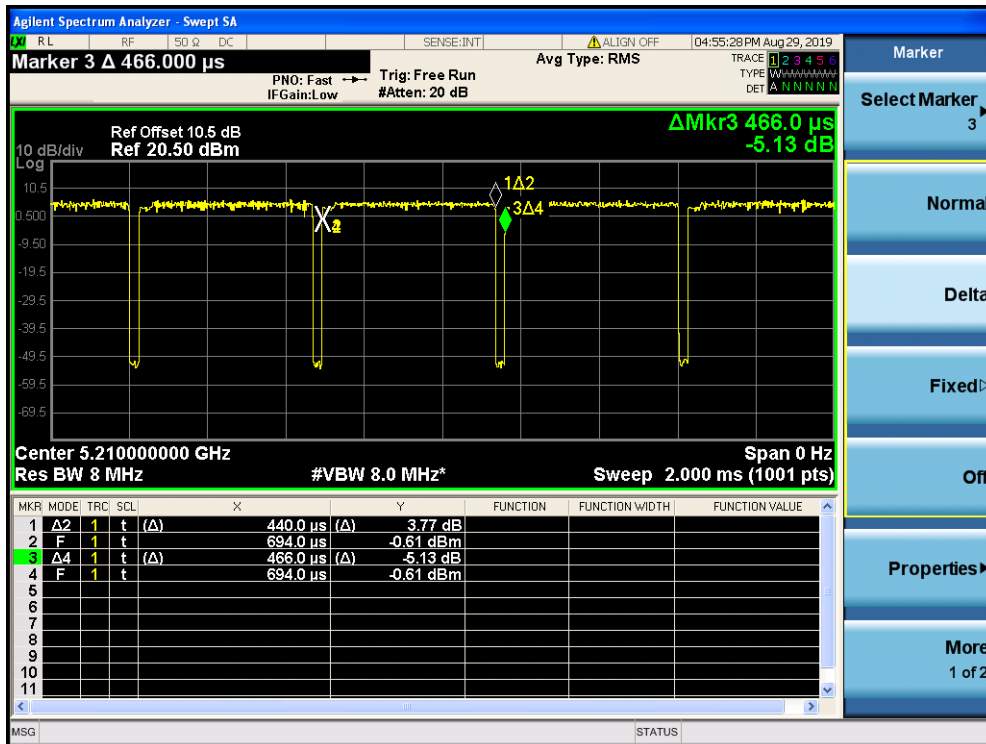 Agilent Spectrum Analyzer - Swept SA
LXI RL RF 50 Ω DC SENSE:INT ALIGN OFF 04:55:28 PM Aug 29, 2019
Marker 3 Δ 466.000 µs
Avg Type: RMS
TRACE 1 2 3 4 5 6
TYPE W
DET A N N N N N
PNO: Fast
IFGain:Low
Trig: Free Run
#Atten: 20 dB
ΔMkr3 466.0 µs
-5.13 dB
Ref Offset 10.5 dB
Ref 20.50 dBm
10 dB/div
Log
10.5
0.500
-9.50
-19.5
-29.5
-39.5
-49.5
-59.5
-69.5
1Δ2
3Δ4
X
Center 5.210000000 GHz Span 0 Hz
Res BW 8 MHz #VBW 8.0 MHz* Sweep 2.000 ms (1001 pts)
MKR MODE TRC SCL X Y FUNCTION FUNCTION WIDTH FUNCTION VALUE
1 Δ2 1 t (Δ) 440.0 µs (Δ) 3.77 dB
2 F 1 t 694.0 µs -0.61 dBm
3 Δ4 1 t (Δ) 466.0 µs (Δ) -5.13 dB
4 F 1 t 694.0 µs -0.61 dBm
5
6
7
8
9
10
11
MSG STATUS
Marker
Select Marker
3
Normal
Delta
Fixed
Off
Properties
More
1 of 2